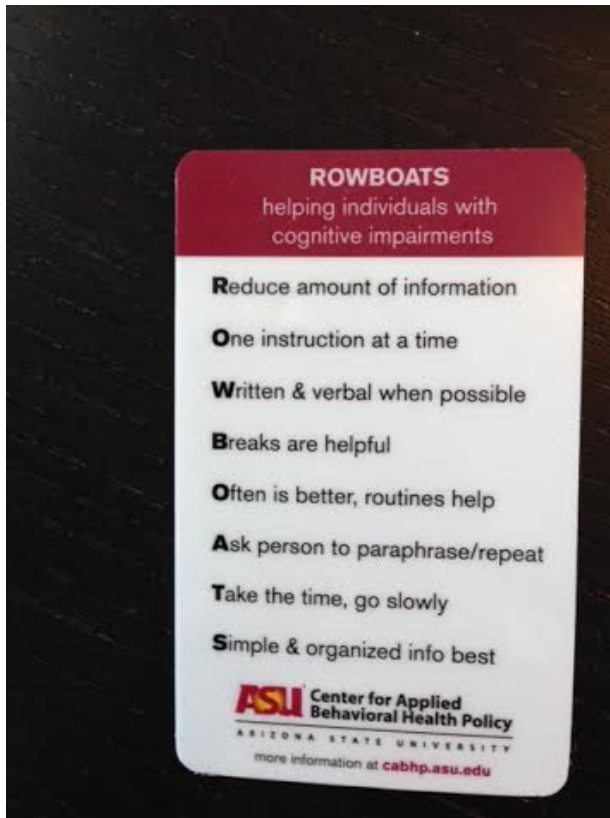 ROWBOATS
helping individuals with
cognitive impairments
Reduce amount of information
One instruction at a time
Written & verbal when possible
Breaks are helpful
Often is better, routines help
Ask person to paraphrase/repeat
Take the time, go slowly
Simple & organized info best
ASU Center for Applied
Behavioral Health Policy
ARIZONA STATE UNIVERSITY
more information at cabhp.asu.edu